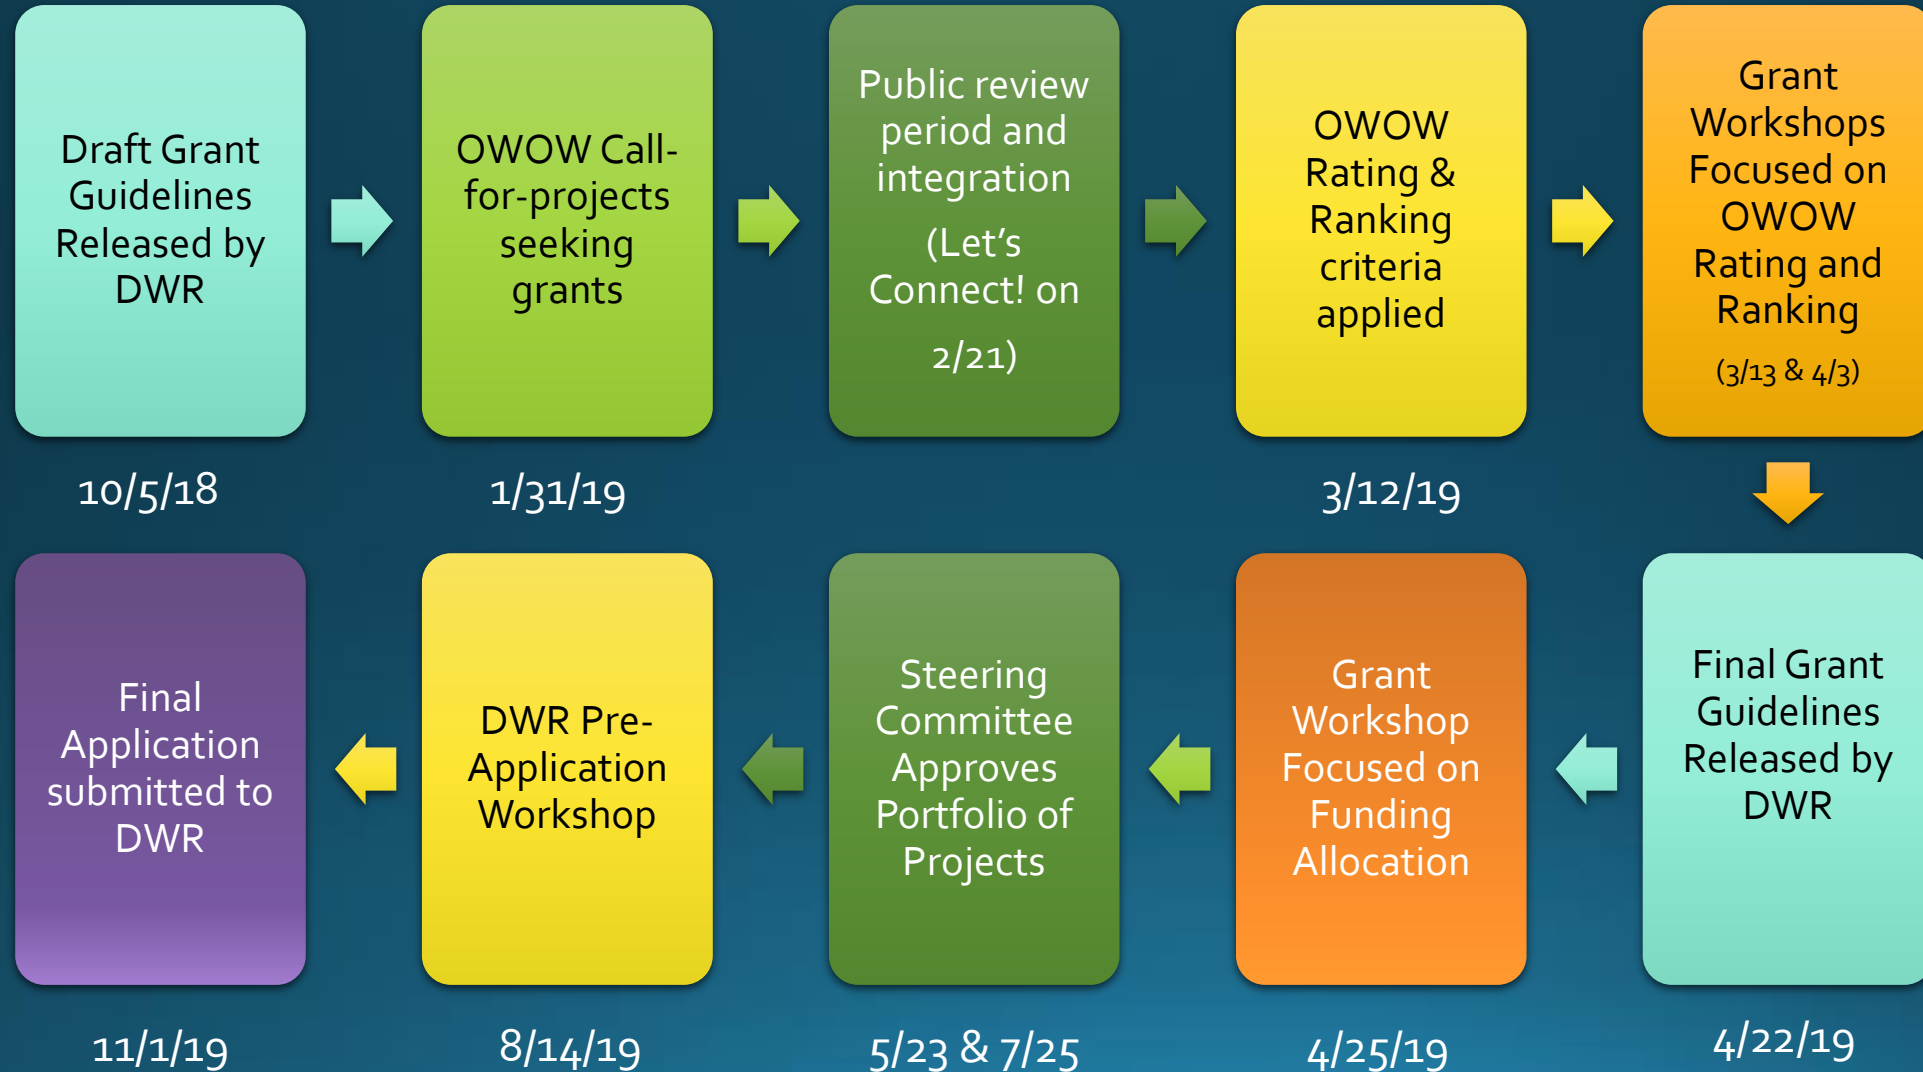 Draft Grant
Guidelines
Released by
DWR
10/5/18
OWOW Call-
for-projects
seeking
grants
1/31/19
Public review
period and
integration
(Let's
Connect! on
2/21)
OWOW
Rating &
Ranking
criteria
applied
3/12/19
Grant
Workshops
Focused on
OWOW
Rating and
Ranking
(3/13 & 4/3)
Final Grant
Guidelines
Released by
DWR
4/22/19
Grant
Workshop
Focused on
Funding
Allocation
4/25/19
Steering
Committee
Approves
Portfolio of
Projects
5/23 & 7/25
DWR Pre-
Application
Workshop
8/14/19
Final
Application
submitted to
DWR
11/1/19